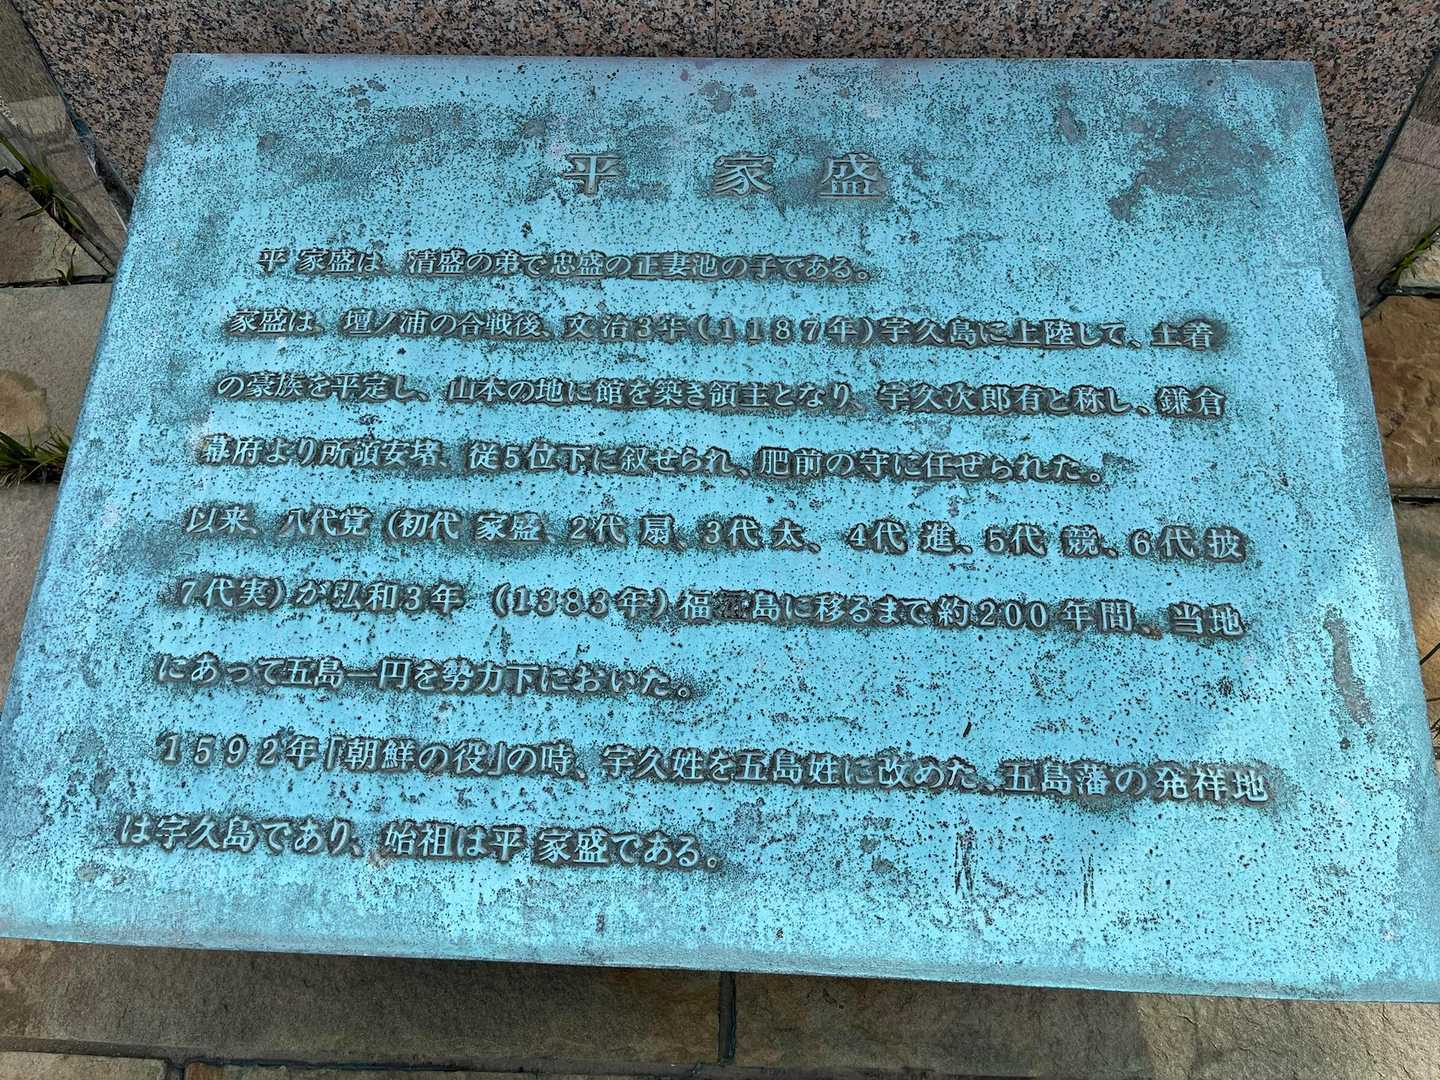 平 家盛
平 家盛は、清盛の弟で忠盛の正妻池の子である。
家盛は、壇ノ浦の合戦後、文治3年(1187年)宇久島に上陸して、土着
の豪族を平定し、山本の地に館を築き領主となり、宇久次郎有と称し、鎌倉
幕府より所領安堵、従5位下に叙せられ、肥前の守に任ぜられた。
以来、八代覚(初代 家盛、2代 扇、3代 太、4代 進、5代 競、6代 披
7代実)が弘和3年 (1383年)福江島に移るまで約200年間、当地
にあって五島一円を勢力下においた。
1592年「朝鮮の役」の時、宇久姓を五島姓に改めた、五島藩の発祥地
は宇久島であり、始祖は平 家盛である。